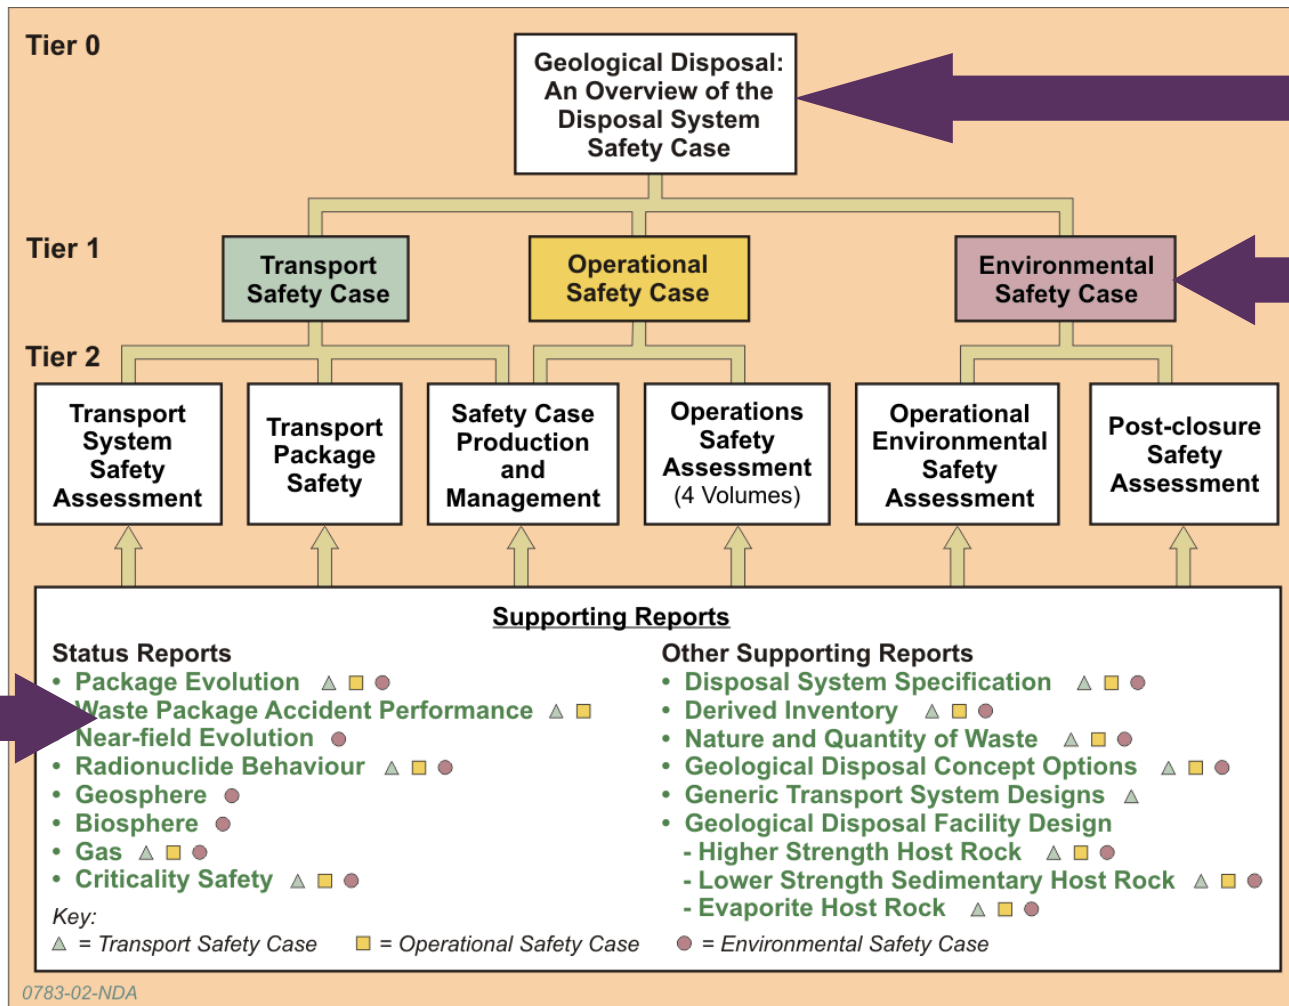 Tier 0
Geological Disposal:
An Overview of the
Disposal System
Safety Case
Tier 1
Transport
Safety Case
Operational
Safety Case
Environmental
Safety Case
Tier 2
Transport
System
Safety
Assessment
Transport
Package
Safety
Safety Case
Production
and
Management
Operations
Safety
Assessment
(4 Volumes)
Operational
Environmental
Safety
Assessment
Post-closure
Safety
Assessment
Supporting Reports
Status Reports
• Package Evolution
Waste Package Accident Performance
Near-field Evolution
• Radionuclide Behaviour
• Geosphere
• Biosphere
• Gas
• Criticality Safety
Other Supporting Reports
• Disposal System Specification
• Derived Inventory
• Nature and Quantity of Waste
• Geological Disposal Concept Options
• Generic Transport System Designs
• Geological Disposal Facility Design
- Higher Strength Host Rock
- Lower Strength Sedimentary Host Rock
- Evaporite Host Rock
Key:
= Transport Safety Case
= Operational Safety Case
= Environmental Safety Case
0783-02-NDA